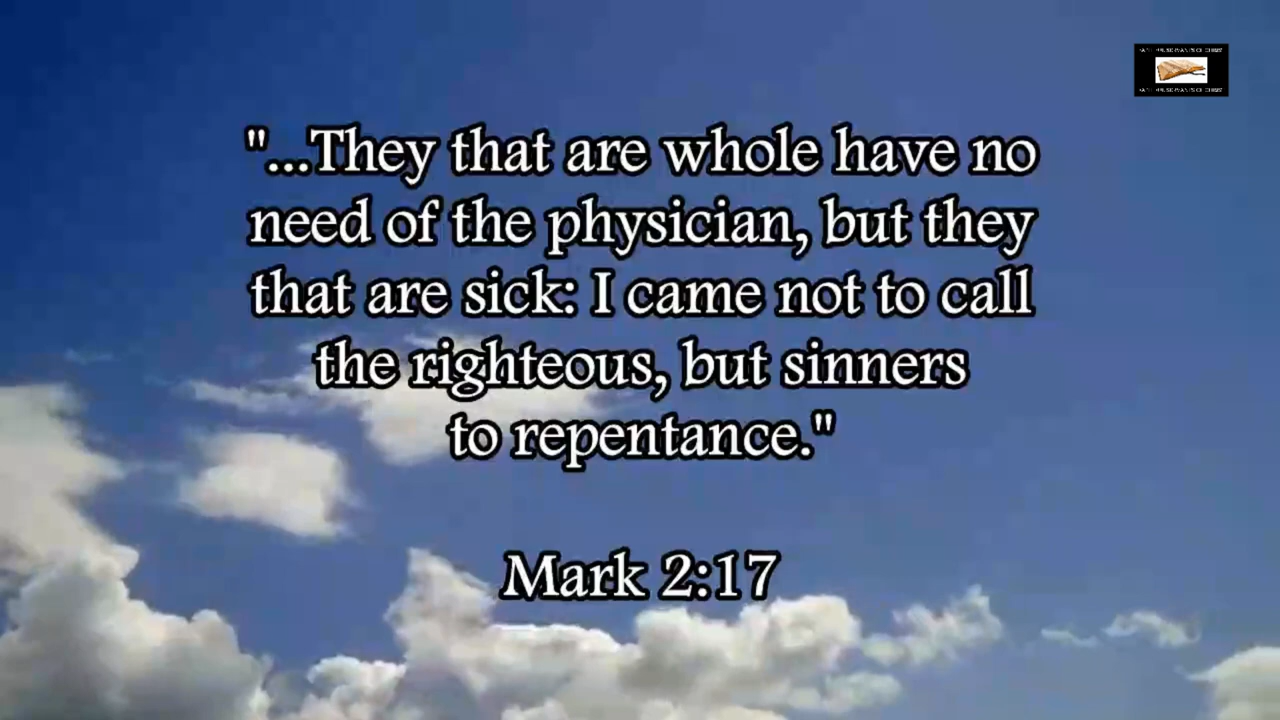 "...They that are whole have no
need of the physician, but they
that are sick: I came not to call
the righteous, but sinners
to repentance."
Mark 2:17